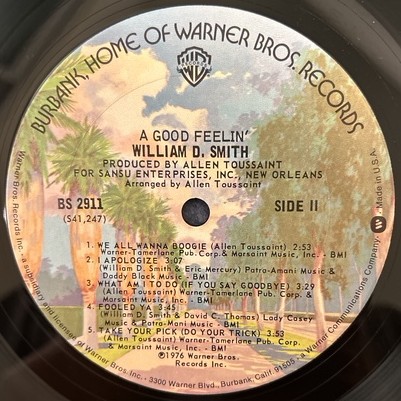 BURBANK, HOME OF WARNER BROS. RECORDS
A GOOD FEELIN'
WILLIAM D. SMITH
PRODUCED BY ALLEN TOUSSAINT
FOR SANSU ENTERPRISES, INC., NEW ORLEANS
Arranged by Allen Toussaint
BS 2911
(S41,247)
SIDE II
1. WE ALL WANNA BOOGIE (Allen Toussaint) 2:53
Warner-Tamerlane Pub. Corp. & Marsaint Music, Inc. - BMI
2. I APOLOGIZE 3:07
(William D. Smith & Eric Mercury) Patra-Amani Music &
Daddy Black Music - BMI
3. WHAT AM I TO DO (IF YOU SAY GOODBYE) 3:29
(Allen Toussaint) Warner-Tamerlane Pub. Corp. &
Marsaint Music, Inc. - BMI
4. FOOLED YA 3:45
(William D. Smith & David C. Thomas) Lady Casey
Music & Patra-Mani Music - BMI
5. TAKE YOUR PICK (DO YOUR TRICK) 3:53
(Allen Toussaint) Warner-Tamerlane Pub. Corp. &
Marsaint Music, Inc. - BMI
℗1976 Warner Bros.
Records Inc.
Warner Bros. Records Inc. - a subsidiary and licensee of Warner Bros. Inc. - 3300 Warner Blvd., Burbank, Calif 91505 - a Warner Communications Company. Made in U.S.A.